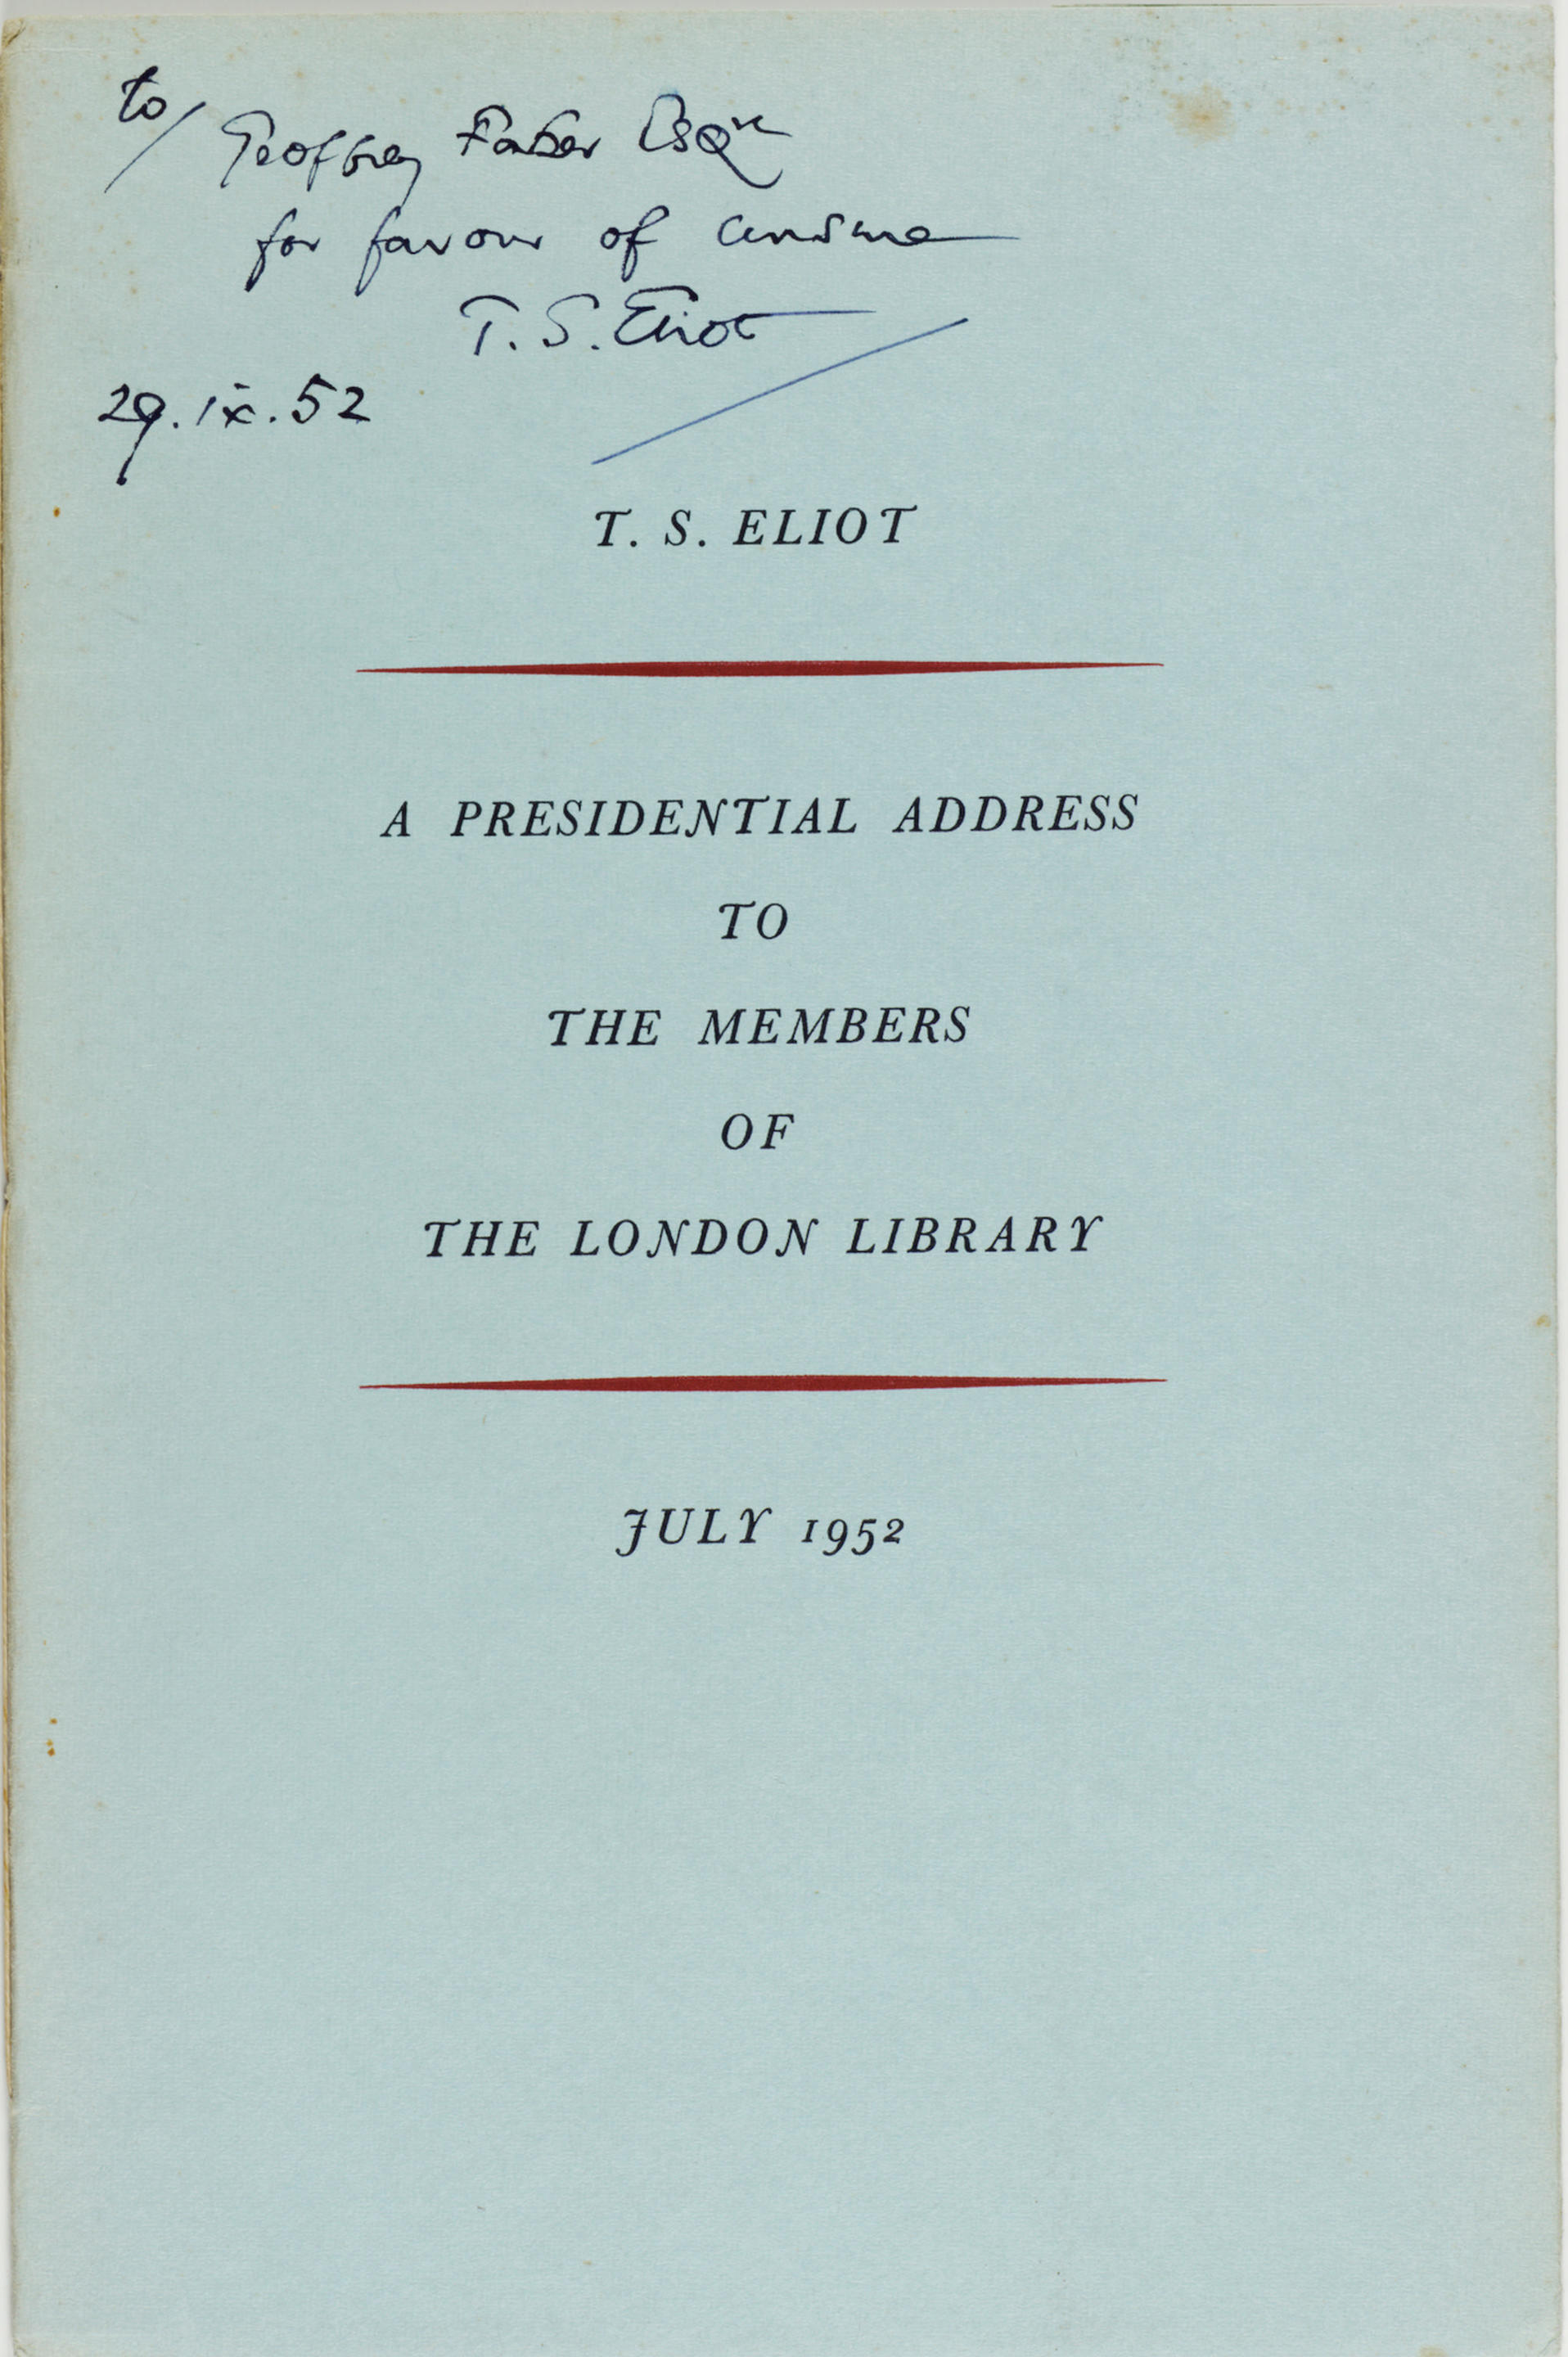 to/ Geoffrey Faber Esqre
for favour of censure
T. S. Eliot
29.ix.52
T. S. ELIOT
A PRESIDENTIAL ADDRESS
TO
THE MEMBERS
OF
THE LONDON LIBRARY
JULY 1952